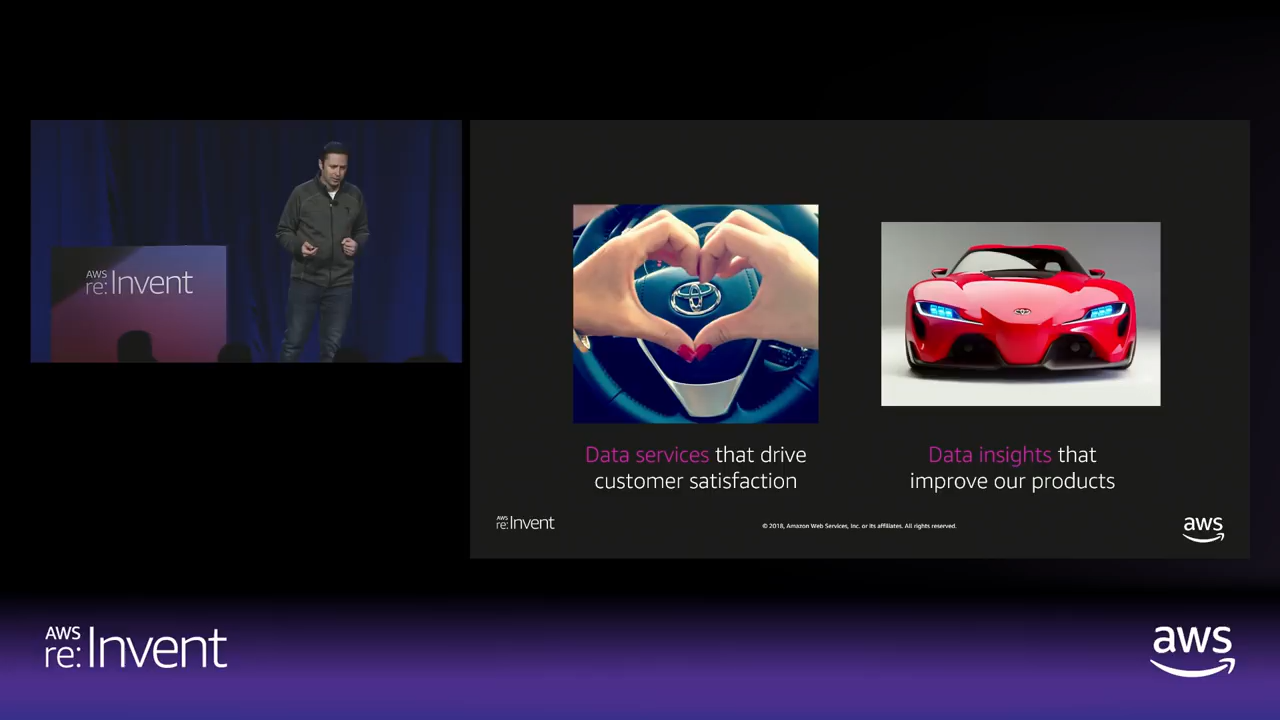 AWS
re:Invent
Data services that drive
customer satisfaction
Data insights that
improve our products
AWS
re:Invent
© 2018, Amazon Web Services, Inc. or its affiliates. All rights reserved.
aws
AWS
re:Invent
aws